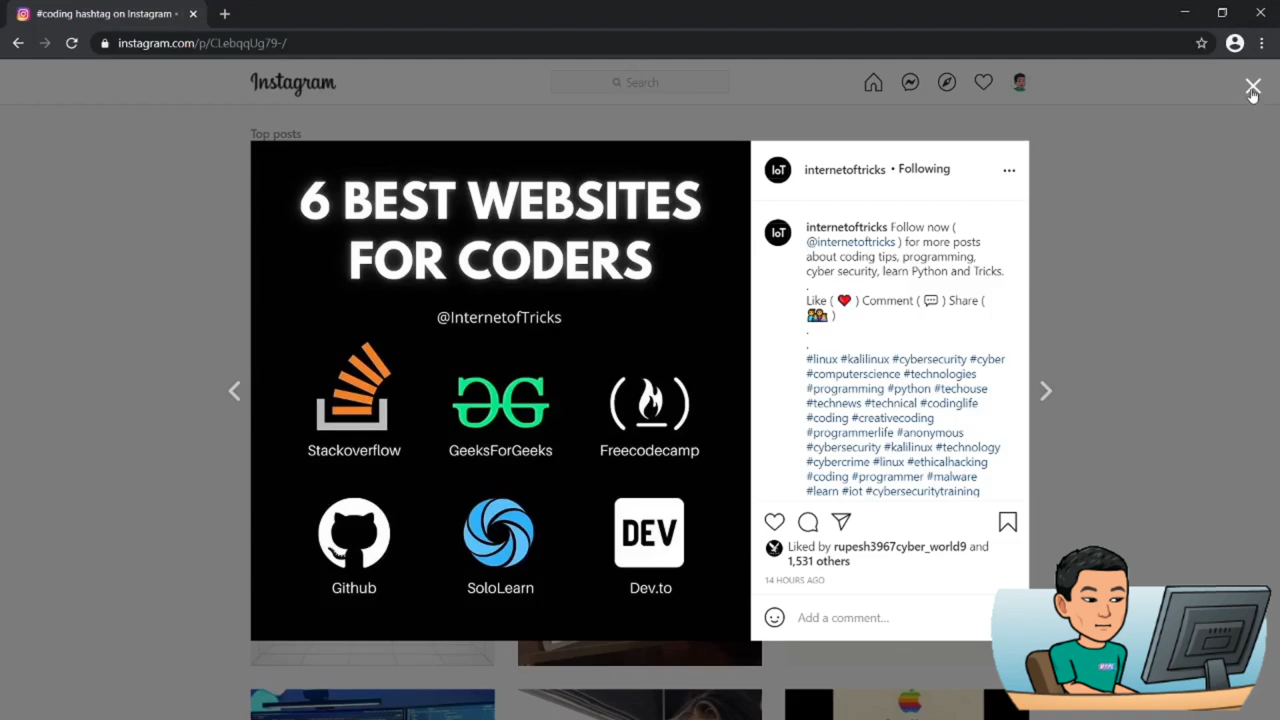 #coding hashtag on Instagram •
instagram.com/p/CLebqqUg79-/
Instagram
Search
Top posts
6 BEST WEBSITES
FOR CODERS
@InternetofTricks
Stackoverflow
GeeksForGeeks
Freecodecamp
DEV
Github
SoloLearn
Dev.to
IoT
internetoftricks • Following
IoT
internetoftricks Follow now (
@internetoftricks ) for more posts
about coding tips, programming,
cyber security, learn Python and Tricks.
.
Like ( ❤️ ) Comment ( 💬 ) Share (
👩‍👩‍👦 )
.
.
#linux #kalilinux #cybersecurity #cyber
#computerscience #technologies
#programming #python #techouse
#technews #technical #codinglife
#coding #creativecoding
#programmerlife #anonymous
#cybersecurity #kalilinux #technology
#cybercrime #linux #ethicalhacking
#coding #programmer #malware
#learn #iot #cybersecuritytraining
Liked by rupesh3967cyber_world9 and
1,531 others
14 HOURS AGO
Add a comment...